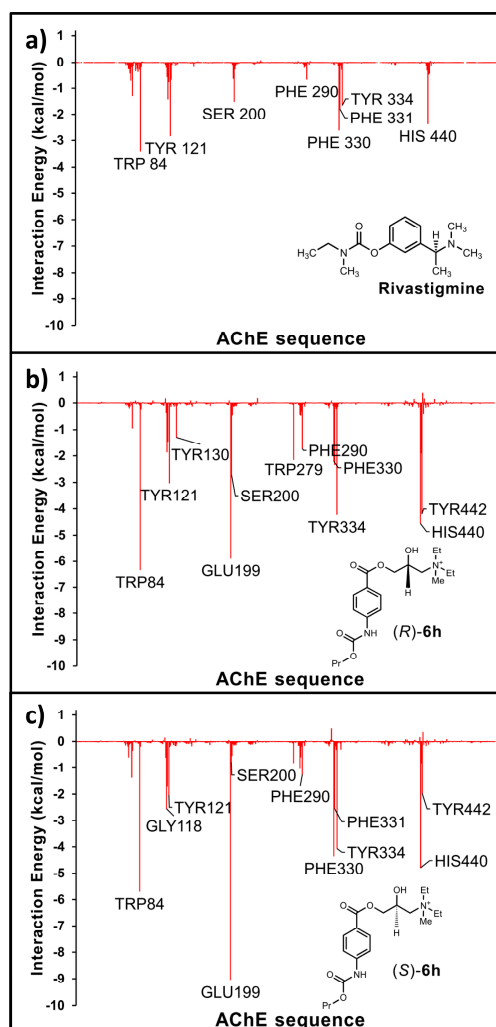 a)
Interaction Energy (kcal/mol)
1
0
-1
-2
-3
-4
-5
-6
-7
-8
-9
-10
PHE 290
TYR 334
SER 200
PHE 331
TYR 121
PHE 330
HIS 440
TRP 84
O
H
CH3
N
CH3
H3C
N
O
CH3
CH3
Rivastigmine
AChE sequence
b)
Interaction Energy (kcal/mol)
1
0
-1
-2
-3
-4
-5
-6
-7
-8
-9
-10
TYR130
PHE290
TRP279
PHE330
TYR121
SER200
TYR334
TYR442
HIS440
GLU199
TRP84
O
OH
Et
O
N+
Et
H
Me
(R)-6h
O
NH
O
Pr
AChE sequence
c)
Interaction Energy (kcal/mol)
1
0
-1
-2
-3
-4
-5
-6
-7
-8
-9
-10
SER200
PHE290
TYR121
TYR442
GLY118
PHE331
TYR334
PHE330
HIS440
TRP84
GLU199
O
OH
Et
O
N+
Et
H
Me
(S)-6h
O
NH
O
Pr
AChE sequence